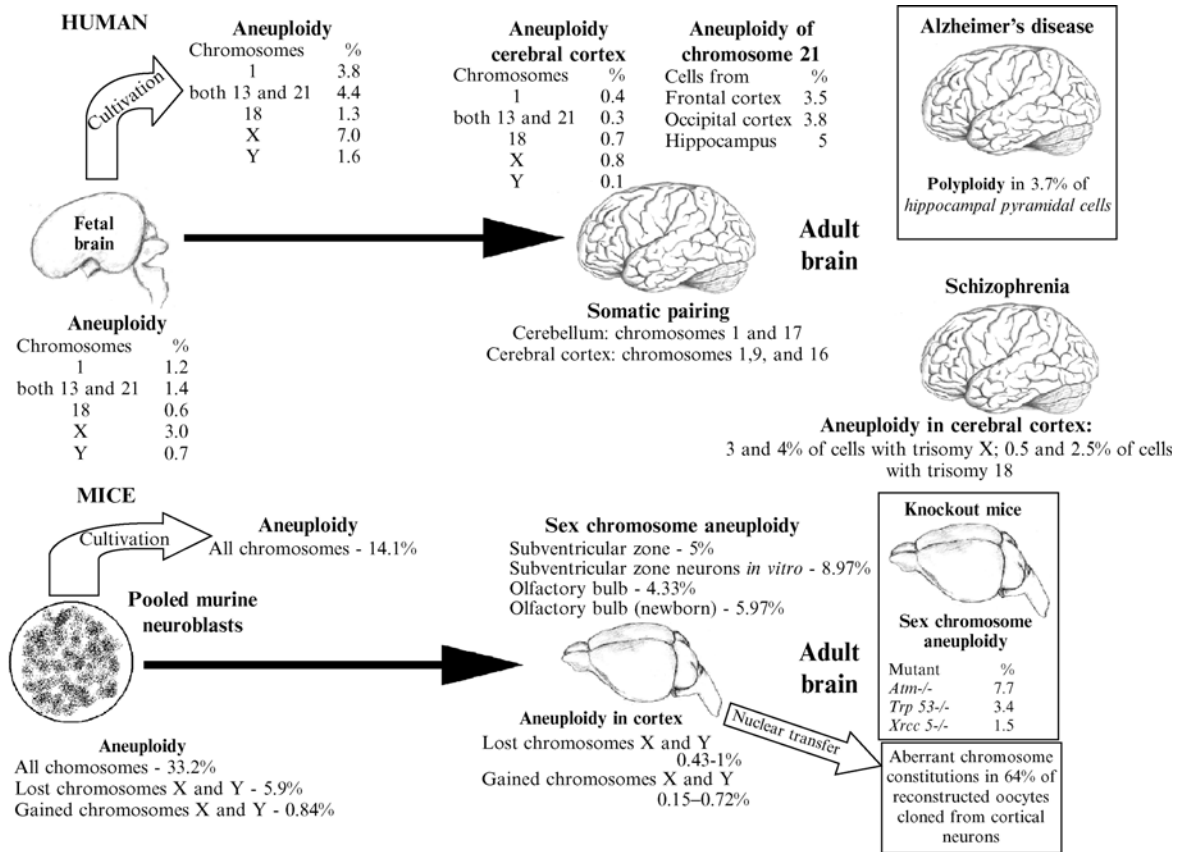 HUMAN
Cultivation
Aneuploidy
Chromosomes %
1 3.8
both 13 and 21 4.4
18 1.3
X 7.0
Y 1.6
Aneuploidy
cerebral cortex
Chromosomes %
1 0.4
both 13 and 21 0.3
18 0.7
X 0.8
Y 0.1
Aneuploidy of
chromosome 21
Cells from %
Frontal cortex 3.5
Occipital cortex 3.8
Hippocampus 5
Alzheimer's disease
Polyploidy in 3.7% of
hippocampal pyramidal cells
Fetal
brain
Adult
brain
Somatic pairing
Cerebellum: chromosomes 1 and 17
Cerebral cortex: chromosomes 1,9, and 16
Aneuploidy
Chromosomes %
1 1.2
both 13 and 21 1.4
18 0.6
X 3.0
Y 0.7
Schizophrenia
Aneuploidy in cerebral cortex:
3 and 4% of cells with trisomy X; 0.5 and 2.5% of cells
with trisomy 18
MICE
Cultivation
Aneuploidy
All chromosomes - 14.1%
Pooled murine
neuroblasts
Sex chromosome aneuploidy
Subventricular zone - 5%
Subventricular zone neurons in vitro - 8.97%
Olfactory bulb - 4.33%
Olfactory bulb (newborn) - 5.97%
Adult
brain
Knockout mice
Sex chromosome
aneuploidy
Mutant %
Atm-/- 7.7
Trp 53-/- 3.4
Xrcc 5-/- 1.5
Aneuploidy
All chomosomes - 33.2%
Lost chromosomes X and Y - 5.9%
Gained chromosomes X and Y - 0.84%
Aneuploidy in cortex
Lost chromosomes X and Y
0.43-1%
Gained chromosomes X and Y
0.15–0.72%
Nuclear transfer
Aberrant chromosome
constitutions in 64% of
reconstructed oocytes
cloned from cortical
neurons